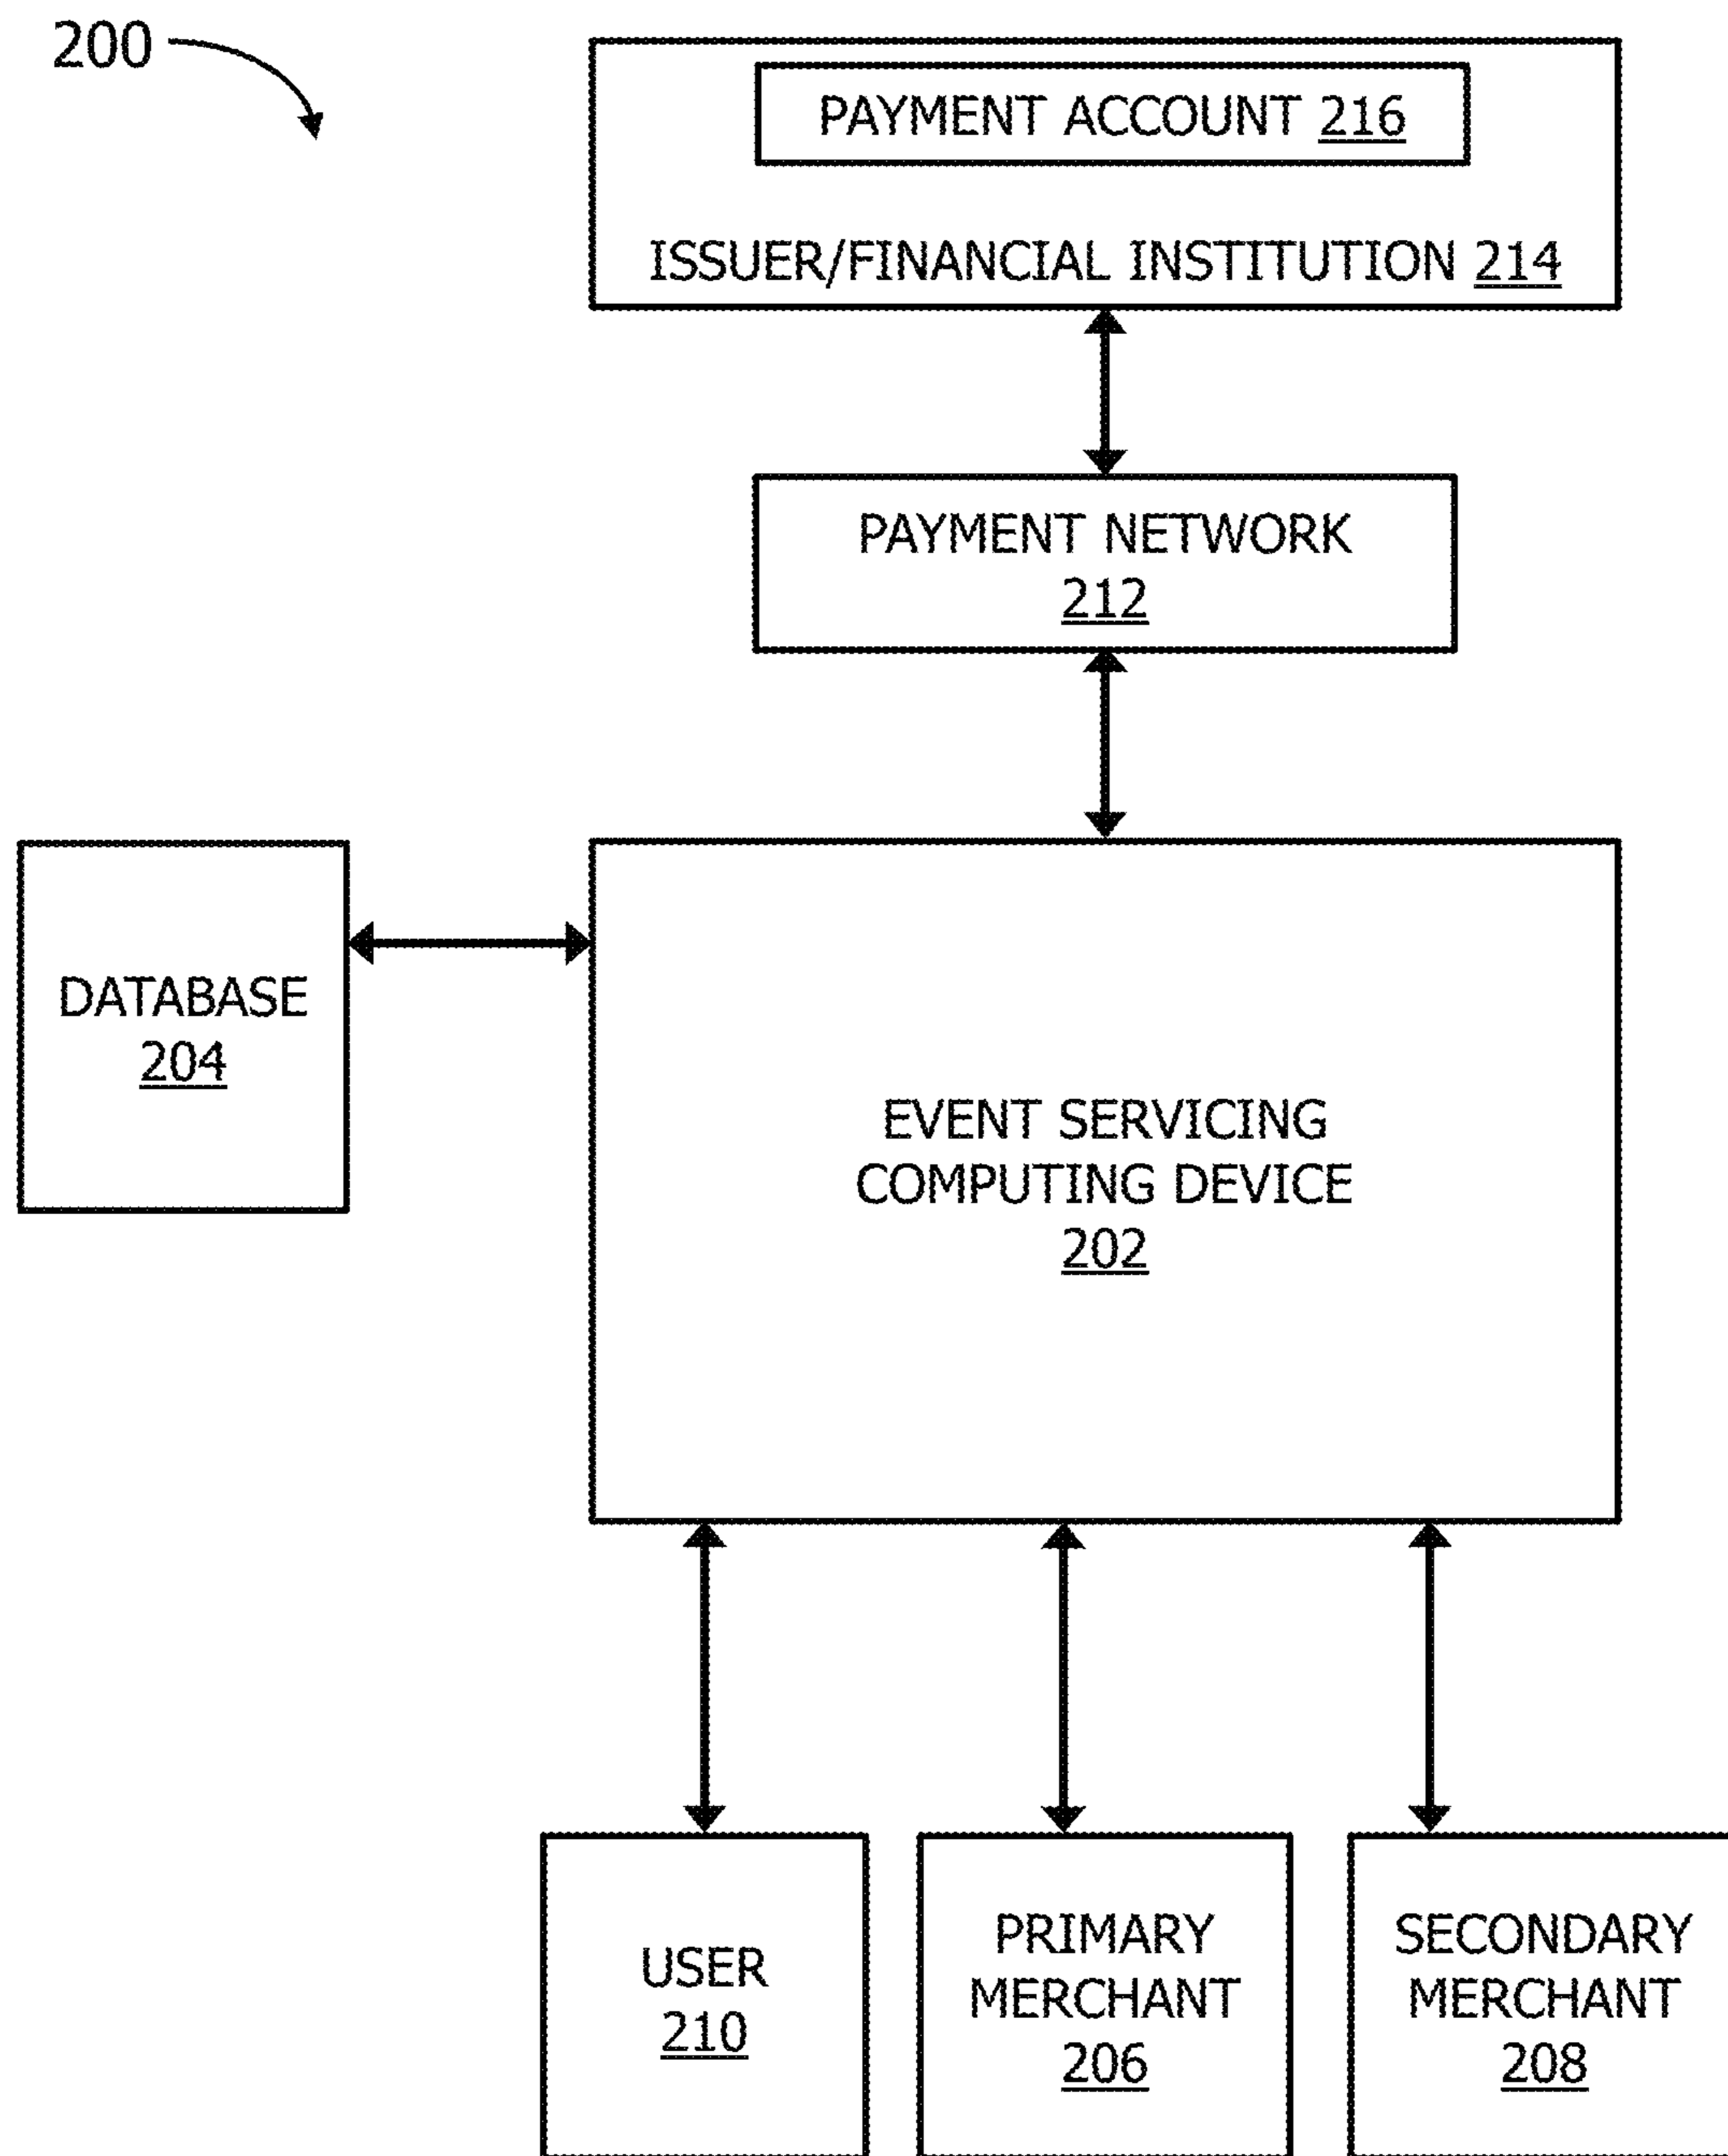 200
PAYMENT ACCOUNT 216
ISSUER/FINANCIAL INSTITUTION 214
PAYMENT NETWORK
212
DATABASE
204
EVENT SERVICING
COMPUTING DEVICE
202
USER
210
PRIMARY
MERCHANT
206
SECONDARY
MERCHANT
208